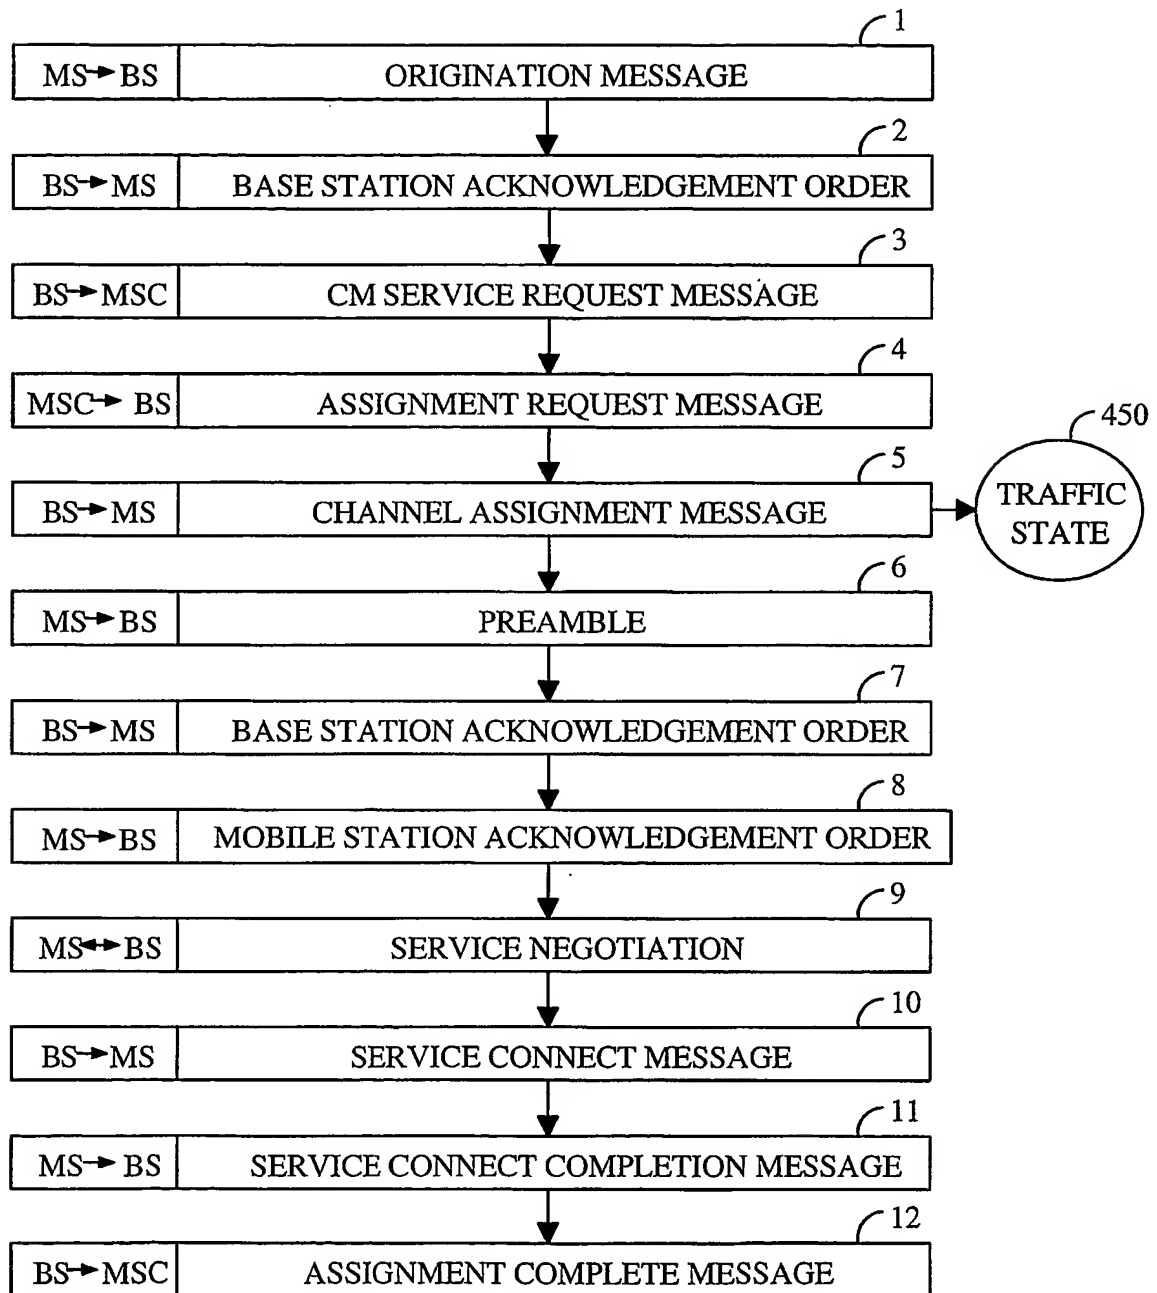 1
MS→BS ORIGINATION MESSAGE
2
BS→MS BASE STATION ACKNOWLEDGEMENT ORDER
3
BS→MSC CM SERVICE REQUEST MESSAGE
4
MSC→BS ASSIGNMENT REQUEST MESSAGE
450
TRAFFIC
STATE
5
BS→MS CHANNEL ASSIGNMENT MESSAGE
6
MS→BS PREAMBLE
7
BS→MS BASE STATION ACKNOWLEDGEMENT ORDER
8
MS→BS MOBILE STATION ACKNOWLEDGEMENT ORDER
9
MS↔BS SERVICE NEGOTIATION
10
BS→MS SERVICE CONNECT MESSAGE
11
MS→BS SERVICE CONNECT COMPLETION MESSAGE
12
BS→MSC ASSIGNMENT COMPLETE MESSAGE